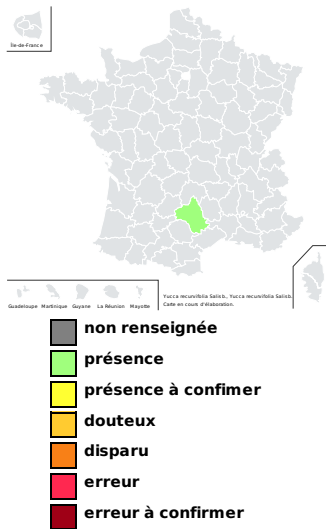 Île-de-France
Yucca recurvifolia Salisb., Yucca recurvifolia Salisb.
Carte en cours d'élaboration.
Guadeloupe Martinique Guyane La Réunion Mayotte
non renseignée
présence
présence à confimer
douteux
disparu
erreur
erreur à confirmer